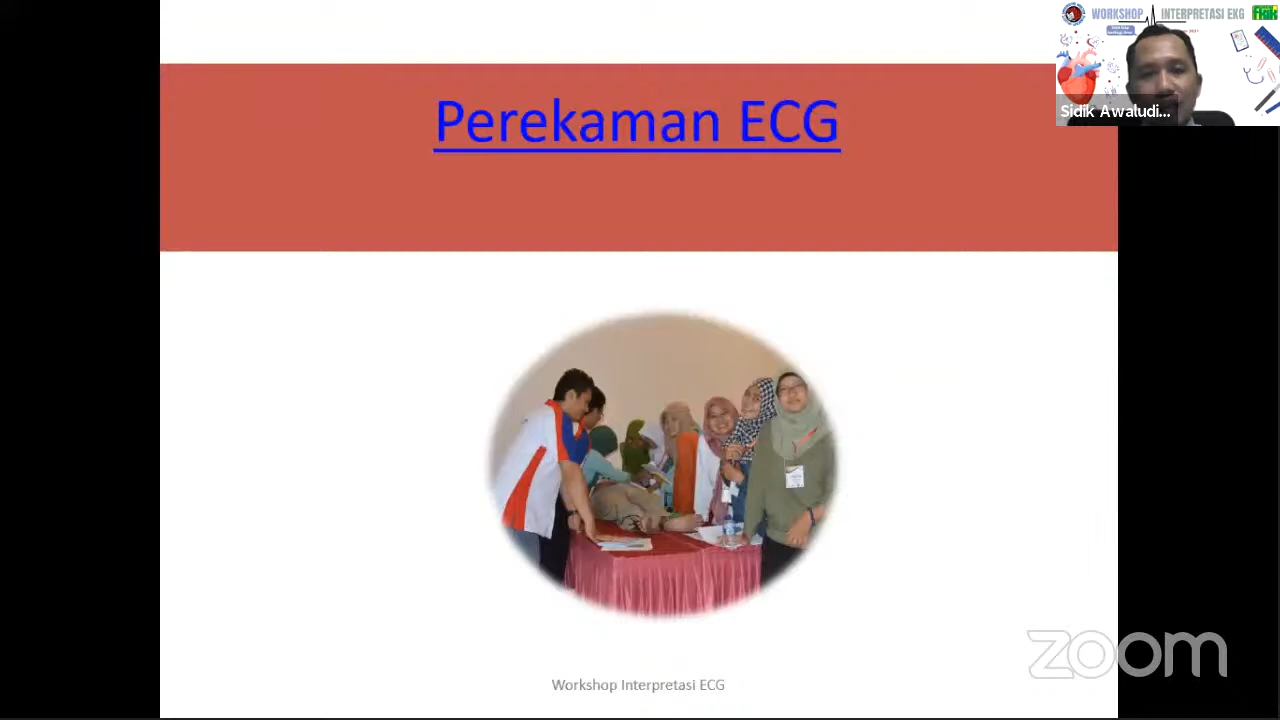 WORKSHOP INTERPRETASI EKG
Sidik Awaludi...
Perekaman ECG
zoom
Workshop Interpretasi ECG